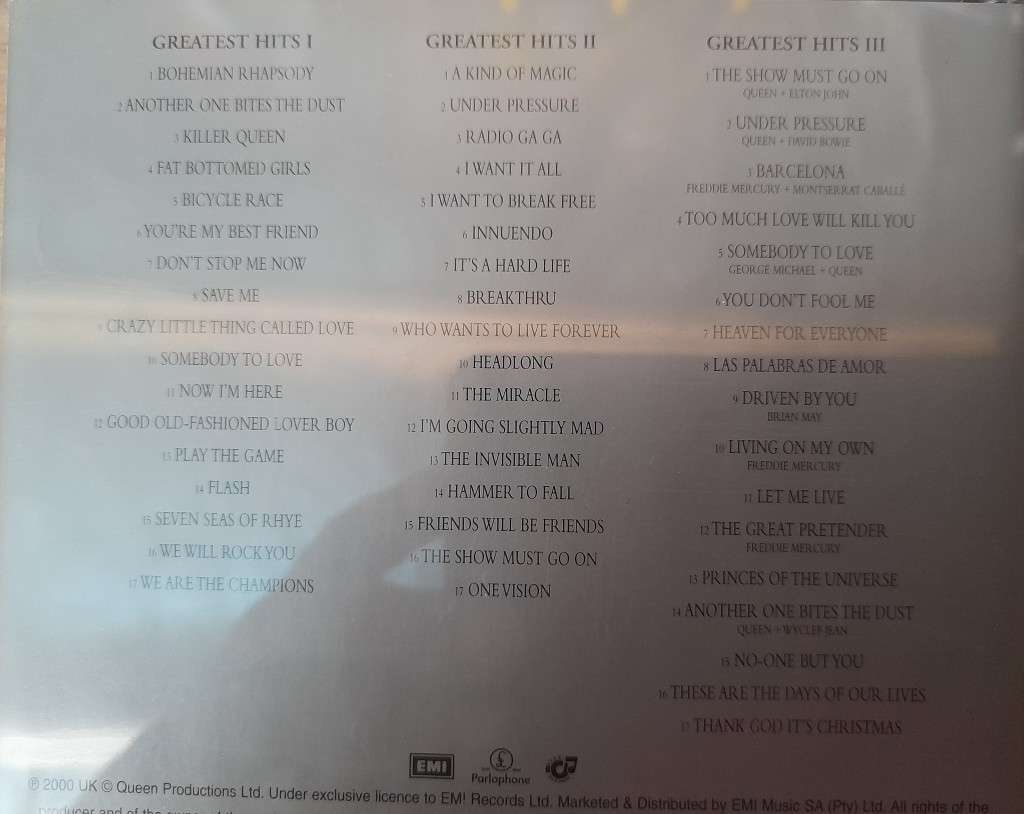 GREATEST HITS I
1 BOHEMIAN RHAPSODY
2 ANOTHER ONE BITES THE DUST
3 KILLER QUEEN
4 FAT BOTTOMED GIRLS
5 BICYCLE RACE
6 YOU'RE MY BEST FRIEND
7 DON'T STOP ME NOW
8 SAVE ME
9 CRAZY LITTLE THING CALLED LOVE
10 SOMEBODY TO LOVE
11 NOW I'M HERE
12 GOOD OLD-FASHIONED LOVER BOY
13 PLAY THE GAME
14 FLASH
15 SEVEN SEAS OF RHYE
16 WE WILL ROCK YOU
17 WE ARE THE CHAMPIONS
GREATEST HITS II
1 A KIND OF MAGIC
2 UNDER PRESSURE
3 RADIO GA GA
4 I WANT IT ALL
5 I WANT TO BREAK FREE
6 INNUENDO
7 IT'S A HARD LIFE
8 BREAKTHRU
9 WHO WANTS TO LIVE FOREVER
10 HEADLONG
11 THE MIRACLE
12 I'M GOING SLIGHTLY MAD
13 THE INVISIBLE MAN
14 HAMMER TO FALL
15 FRIENDS WILL BE FRIENDS
16 THE SHOW MUST GO ON
17 ONE VISION
GREATEST HITS III
1 THE SHOW MUST GO ON
QUEEN + ELTON JOHN
2 UNDER PRESSURE
QUEEN + DAVID BOWIE
3 BARCELONA
FREDDIE MERCURY + MONTSERRAT CABALLÉ
4 TOO MUCH LOVE WILL KILL YOU
5 SOMEBODY TO LOVE
GEORGE MICHAEL + QUEEN
6 YOU DON'T FOOL ME
7 HEAVEN FOR EVERYONE
8 LAS PALABRAS DE AMOR
9 DRIVEN BY YOU
BRIAN MAY
10 LIVING ON MY OWN
FREDDIE MERCURY
11 LET ME LIVE
12 THE GREAT PRETENDER
FREDDIE MERCURY
13 PRINCES OF THE UNIVERSE
14 ANOTHER ONE BITES THE DUST
QUEEN + WYCLEF JEAN
15 NO-ONE BUT YOU
16 THESE ARE THE DAYS OF OUR LIVES
17 THANK GOD IT'S CHRISTMAS
EMI
Parlophone
℗ 2000 UK © Queen Productions Ltd. Under exclusive licence to EMI Records Ltd. Marketed & Distributed by EMI Music SA (Pty) Ltd. All rights of the
producer and of the owner of the